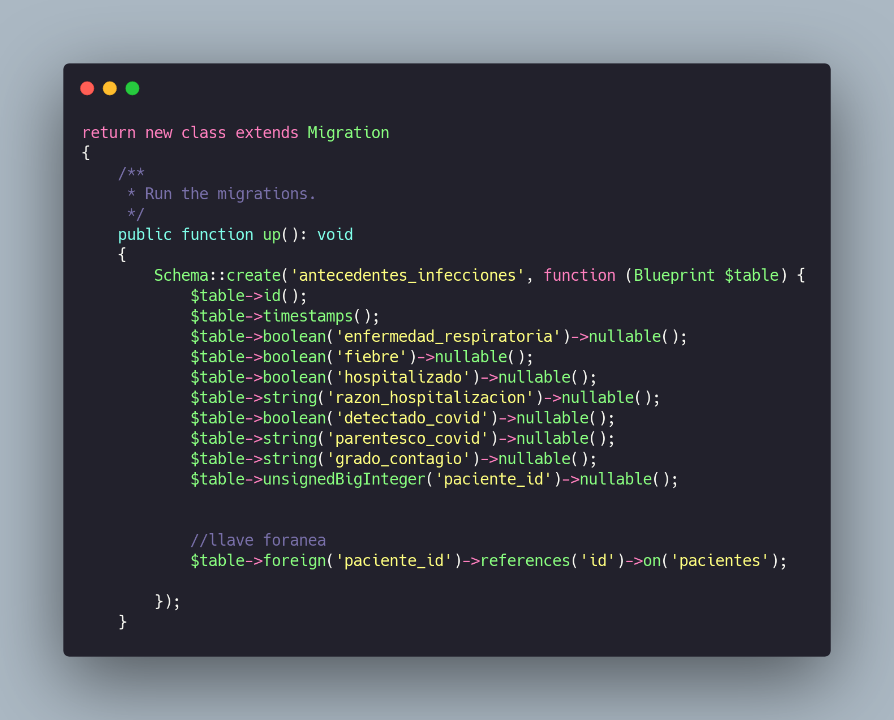 return new class extends Migration
{
    /**
     * Run the migrations.
     */
    public function up(): void
    {
        Schema::create('antecedentes_infecciones', function (Blueprint $table) {
            $table->id();
            $table->timestamps();
            $table->boolean('enfermedad_respiratoria')->nullable();
            $table->boolean('fiebre')->nullable();
            $table->boolean('hospitalizado')->nullable();
            $table->string('razon_hospitalizacion')->nullable();
            $table->boolean('detectado_covid')->nullable();
            $table->string('parentesco_covid')->nullable();
            $table->string('grado_contagio')->nullable();
            $table->unsignedBigInteger('paciente_id')->nullable();
            //llave foranea
            $table->foreign('paciente_id')->references('id')->on('pacientes');
        });
    }